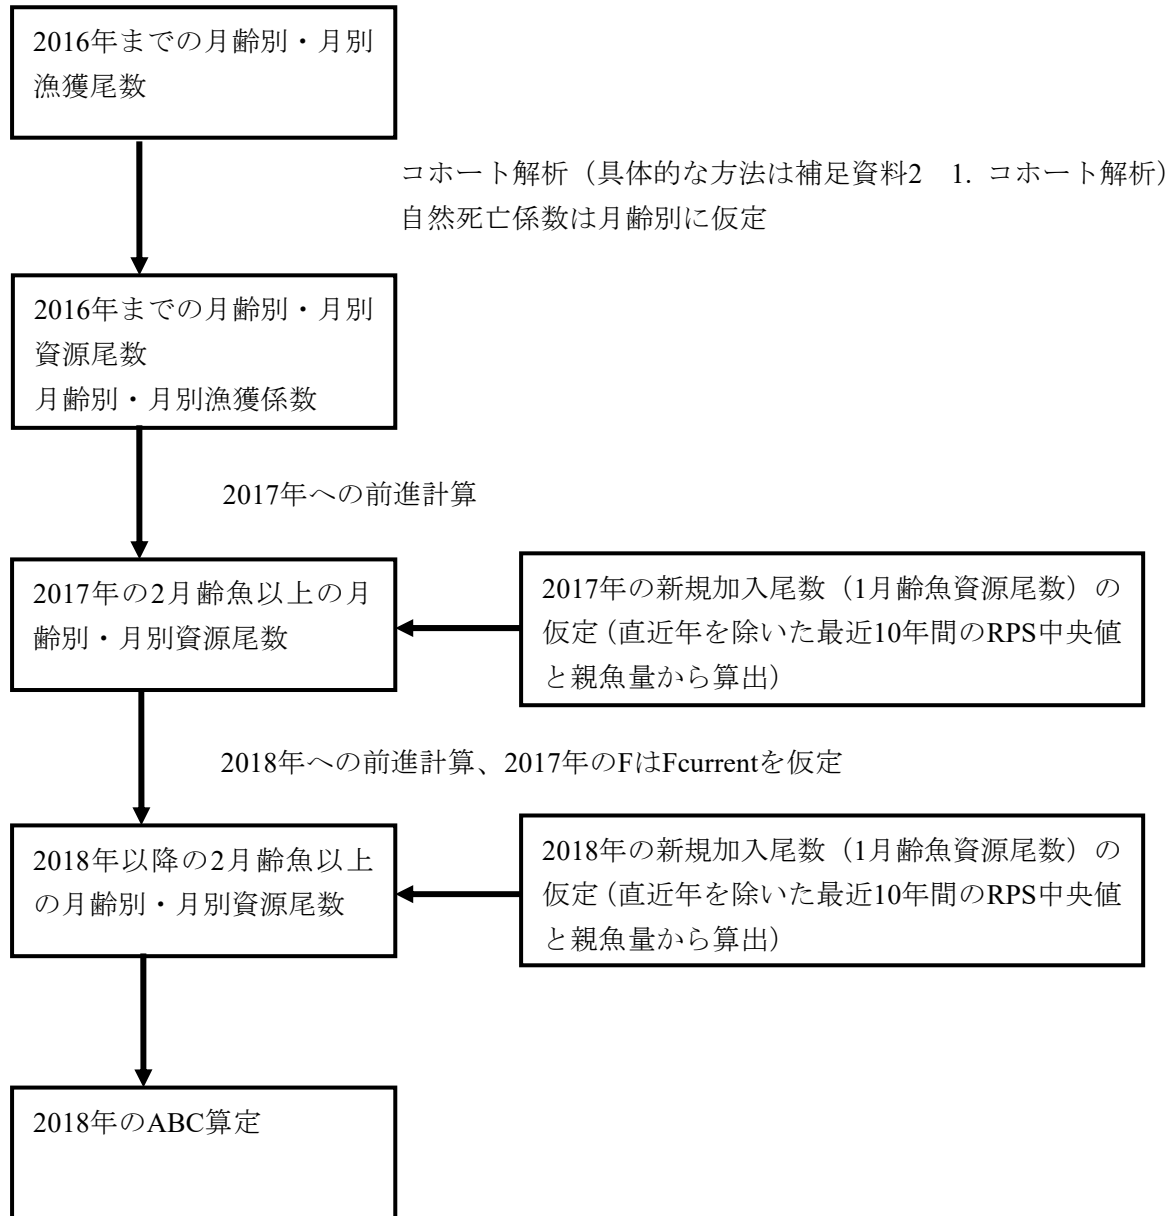 2016年までの月齢別・月別
漁獲尾数
コホート解析（具体的な方法は補足資料2　1. コホート解析）
自然死亡係数は月齢別に仮定
2016年までの月齢別・月別
資源尾数
月齢別・月別漁獲係数
2017年への前進計算
2017年の2月齢魚以上の月
齢別・月別資源尾数
2017年の新規加入尾数（1月齢魚資源尾数）の
仮定（直近年を除いた最近10年間のRPS中央値
と親魚量から算出）
2018年への前進計算、2017年のFはFcurrentを仮定
2018年以降の2月齢魚以上
の月齢別・月別資源尾数
2018年の新規加入尾数（1月齢魚資源尾数）の
仮定（直近年を除いた最近10年間のRPS中央値
と親魚量から算出）
2018年のABC算定